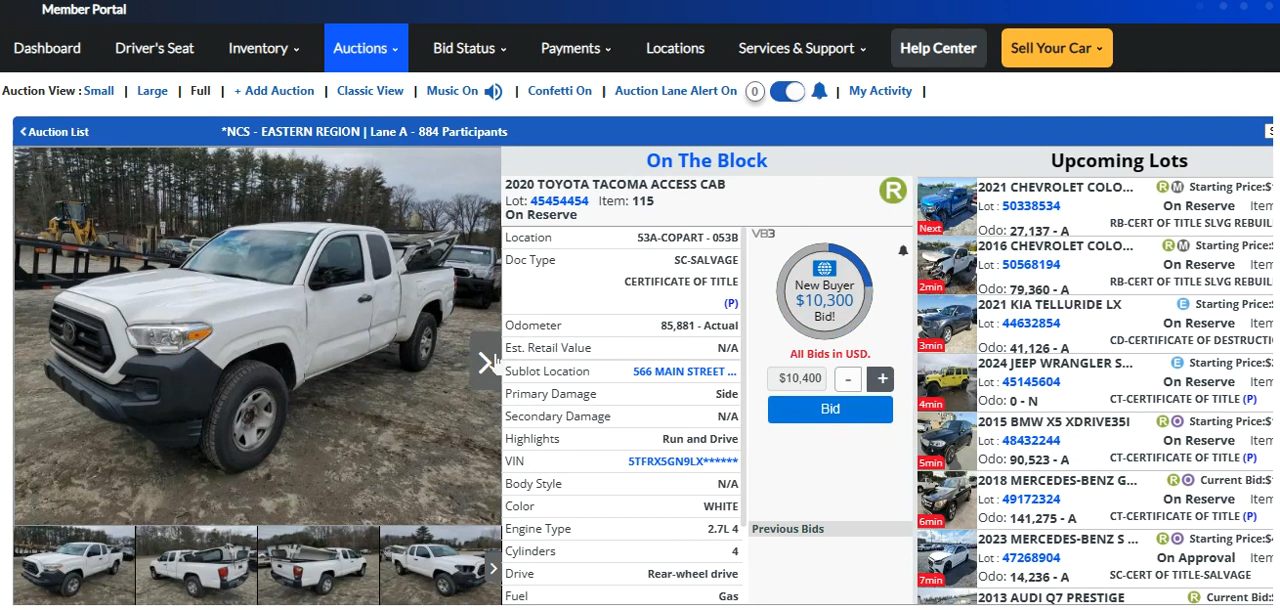 Member Portal
Dashboard Driver's Seat Inventory Auctions Bid Status Payments Locations Services & Support Help Center Sell Your Car
Auction View : Small | Large | Full | + Add Auction | Classic View | Music On | Confetti On | Auction Lane Alert On 0 | My Activity |
Auction List *NCS - EASTERN REGION | Lane A - 884 Participants
On The Block
2020 TOYOTA TACOMA ACCESS CAB
Lot: 45454454 Item: 115
On Reserve
R
Location 53A-COPART - 053B
Doc Type SC-SALVAGE
CERTIFICATE OF TITLE
(P)
Odometer 85,881 - Actual
Est. Retail Value N/A
Sublot Location 566 MAIN STREET ...
Primary Damage Side
Secondary Damage N/A
Highlights Run and Drive
VIN 5TFRX5GN9LX******
Body Style N/A
Color WHITE
Engine Type 2.7L 4
Cylinders 4
Drive Rear-wheel drive
Fuel Gas
VB3
New Buyer
$10,300
Bid!
All Bids in USD.
$10,400 - +
Bid
Previous Bids
Upcoming Lots
2021 CHEVROLET COLO... R M Starting Price:$
Lot : 50338534 On Reserve Item
Next RB-CERT OF TITLE SLVG REBUIL
Odo: 27,137 - A
2016 CHEVROLET COLO... R M Starting Price:
Lot : 50568194 On Reserve Item
RB-CERT OF TITLE SLVG REBUIL
2min Odo: 79,360 - A
2021 KIA TELLURIDE LX E Starting Price:
Lot : 44632854 On Reserve Item
3min Odo: 41,126 - A CD-CERTIFICATE OF DESTRUCTI
2024 JEEP WRANGLER S... E Starting Price:
Lot : 45145604 On Reserve Item
4min Odo: 0 - N CT-CERTIFICATE OF TITLE (P)
2015 BMW X5 XDRIVE35I R O Starting Price:$
Lot : 48432244 On Reserve Item
5min Odo: 90,523 - A CT-CERTIFICATE OF TITLE (P)
2018 MERCEDES-BENZ G... R O Current Bid:$
Lot : 49172324 On Reserve Item
6min Odo: 141,275 - A CT-CERTIFICATE OF TITLE (P)
2023 MERCEDES-BENZ S ... R O Starting Price:$
Lot : 47268904 On Approval Item
7min Odo: 14,236 - A SC-CERT OF TITLE-SALVAGE
2013 AUDI Q7 PRESTIGE R Current Bid:$